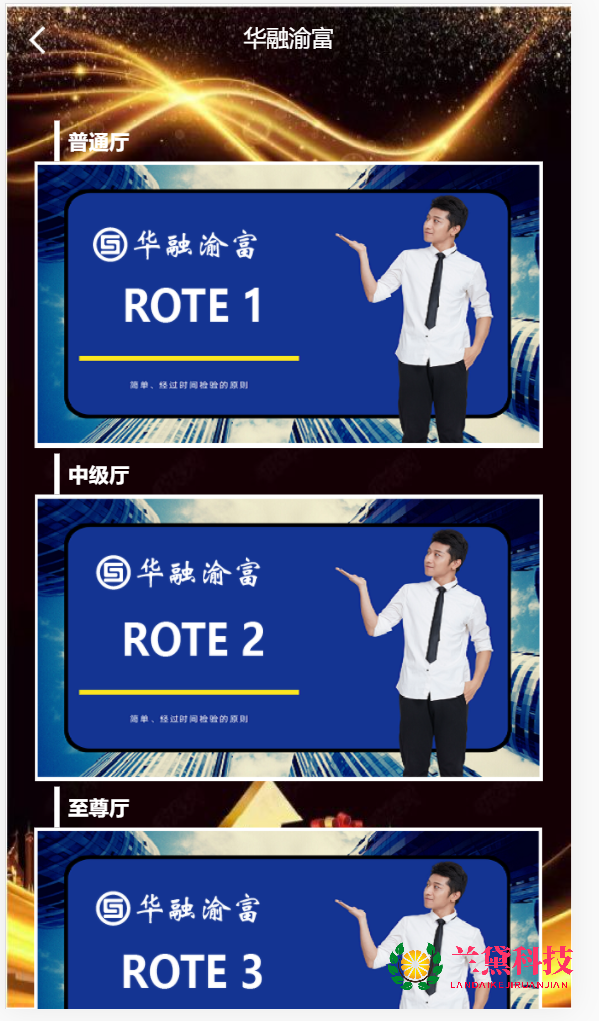 华融渝富
普通厅
华融渝富
ROTE 1
简单、经过时间检验的原则
中级厅
华融渝富
ROTE 2
简单、经过时间检验的原则
至尊厅
华融渝富
ROTE 3
兰黛科技
LANDAIKEJIRUANJIAN